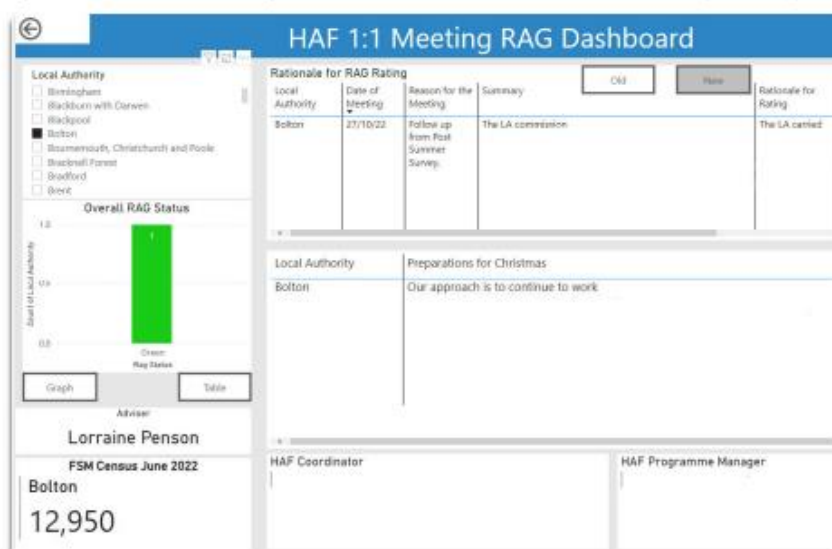 HAF 1:1 Meeting RAG Dashboard
Local Authority
Birmingham
Blackburn with Darwen
Blackpool
Bolton
Bournemouth, Christchurch and Poole
Bracknell Forest
Bradford
Brent
Overall RAG Status
1.0
1
0.5
0.0
Count of Local Authority
Green
Rag Status
Graph
Table
Adviser
Lorraine Penson
FSM Census June 2022
Bolton
12,950
Rationale for RAG Rating
Old
New
Local Authority
Date of Meeting
Reason for the Meeting
Summary
Rationale for Rating
Bolton
27/10/22
Follow up from Post Summer Survey.
The LA commission
The LA carried
Local Authority
Preparations for Christmas
Bolton
Our approach is to continue to work
HAF Coordinator
HAF Programme Manager